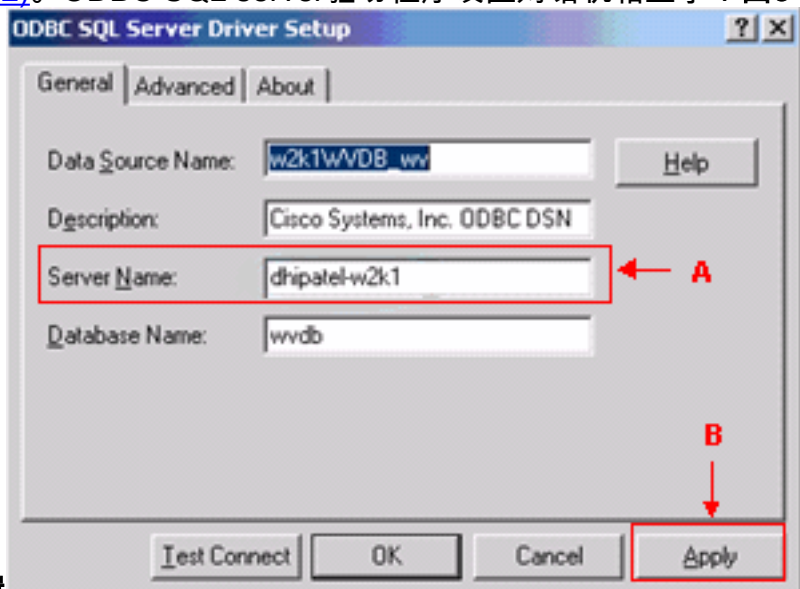 ODBC SQL Server Driver Setup
General Advanced About
Data Source Name: w2k1WVDB_wv Help
Description: Cisco Systems, Inc. ODBC DSN
Server Name: dhipatel-w2k1 A
Database Name: wvdb
B
Test Connect OK Cancel Apply